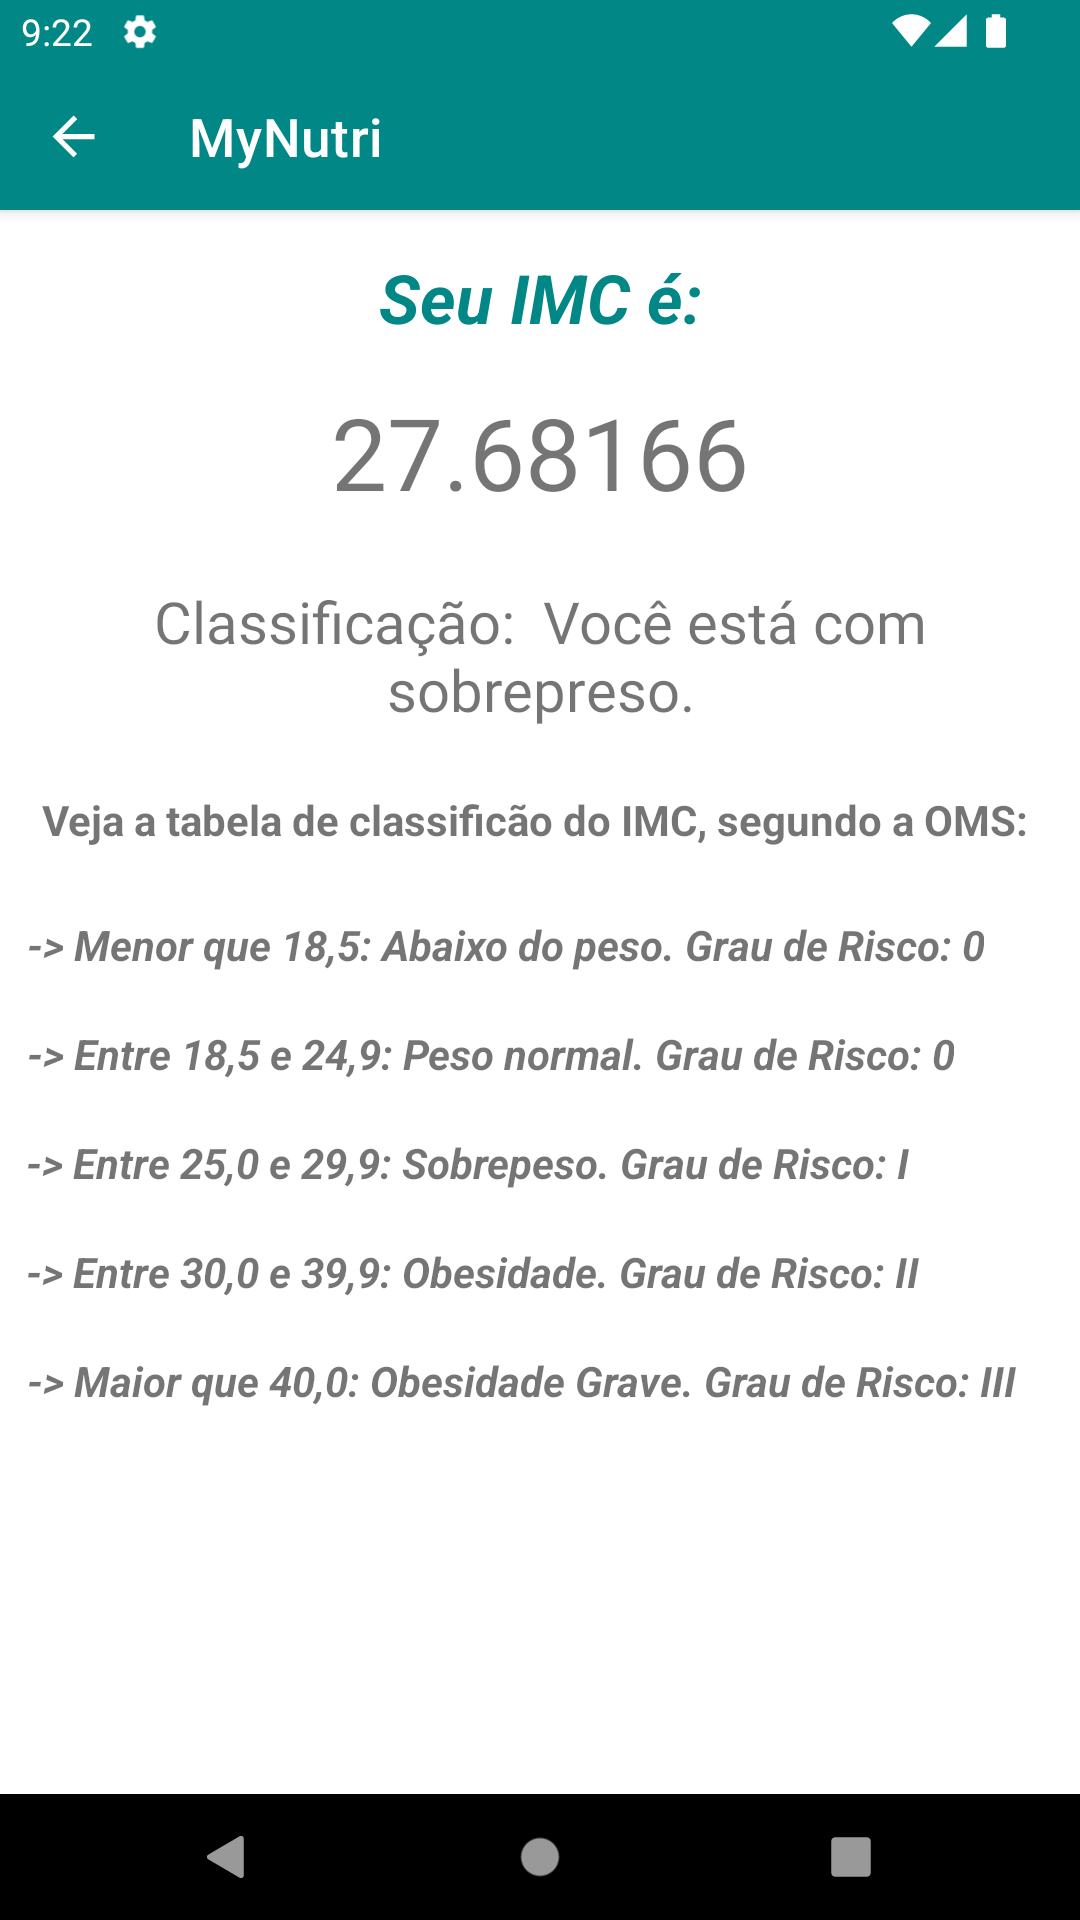 9:22
MyNutri
Seu IMC é:
27.68166
Classificação:  Você está com
sobrepreso.
Veja a tabela de classificão do IMC, segundo a OMS:
-> Menor que 18,5: Abaixo do peso. Grau de Risco: 0
-> Entre 18,5 e 24,9: Peso normal. Grau de Risco: 0
-> Entre 25,0 e 29,9: Sobrepeso. Grau de Risco: I
-> Entre 30,0 e 39,9: Obesidade. Grau de Risco: II
-> Maior que 40,0: Obesidade Grave. Grau de Risco: III